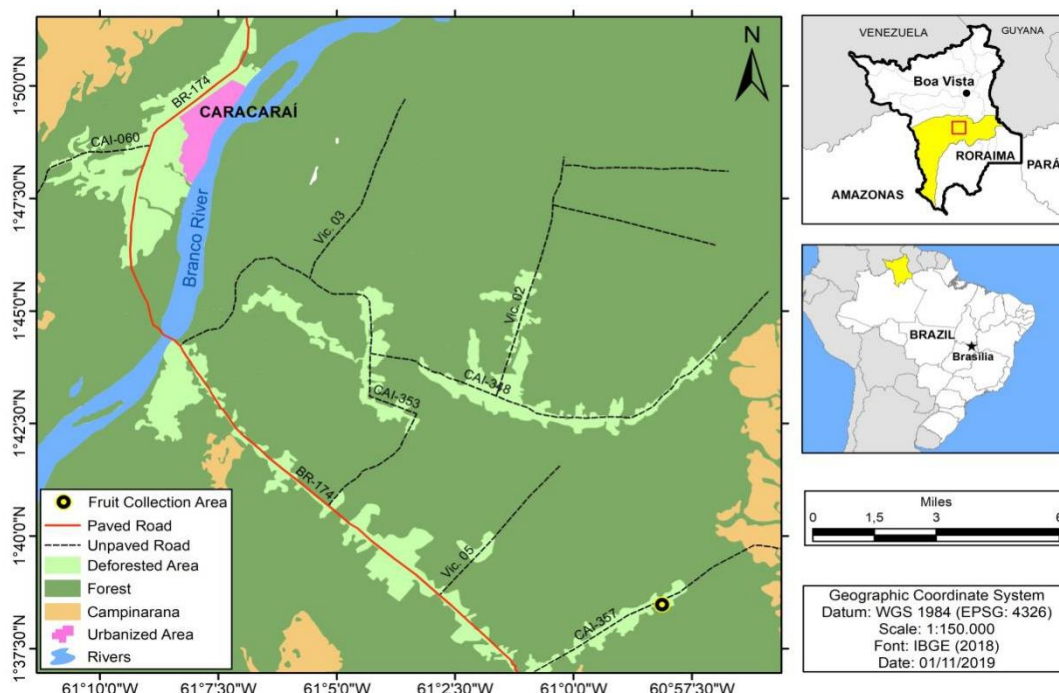 N
1°50'0"N
1°47'30"N
1°45'0"N
1°42'30"N
1°40'0"N
1°37'30"N
BR-174
CARACARAÍ
CAI-060
Branco River
Vic. 03
Vic. 02
CAI-348
CAI-353
BR-174
Vic. 05
CAI-357
Fruit Collection Area
Paved Road
Unpaved Road
Deforested Area
Forest
Campinarana
Urbanized Area
Rivers
61°10'0"W
61°7'30"W
61°5'0"W
61°2'30"W
61°0'0"W
60°57'30"W
VENEZUELA
GUYANA
Boa Vista
RORAIMA
PARÁ
AMAZONAS
BRAZIL
Brasília
Miles
0 1,5 3 6
Geographic Coordinate System
Datum: WGS 1984 (EPSG: 4326)
Scale: 1:150.000
Font: IBGE (2018)
Date: 01/11/2019